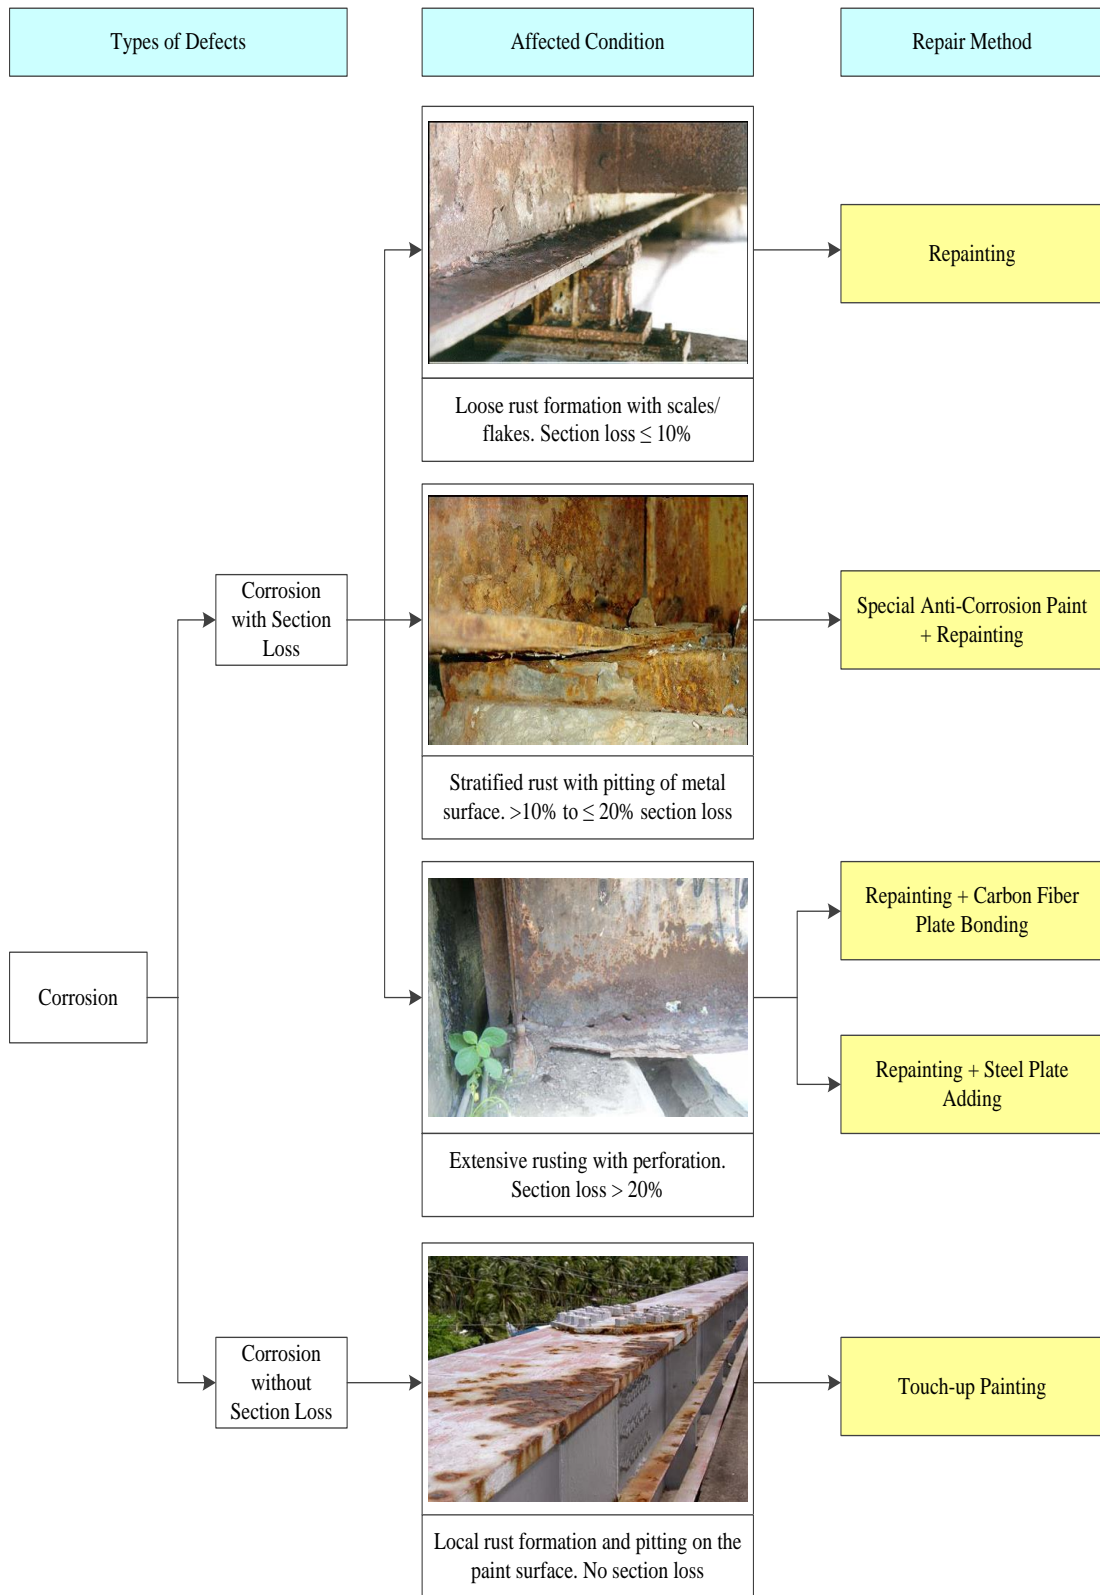 Types of Defects
Affected Condition
Repair Method
Repainting
Loose rust formation with scales/
flakes. Section loss ≤ 10%
Corrosion
with Section
Loss
Special Anti-Corrosion Paint
+ Repainting
Stratified rust with pitting of metal
surface. >10% to ≤ 20% section loss
Repainting + Carbon Fiber
Plate Bonding
Corrosion
Repainting + Steel Plate
Adding
Extensive rusting with perforation.
Section loss > 20%
Corrosion
without
Section Loss
Touch-up Painting
Local rust formation and pitting on the
paint surface. No section loss